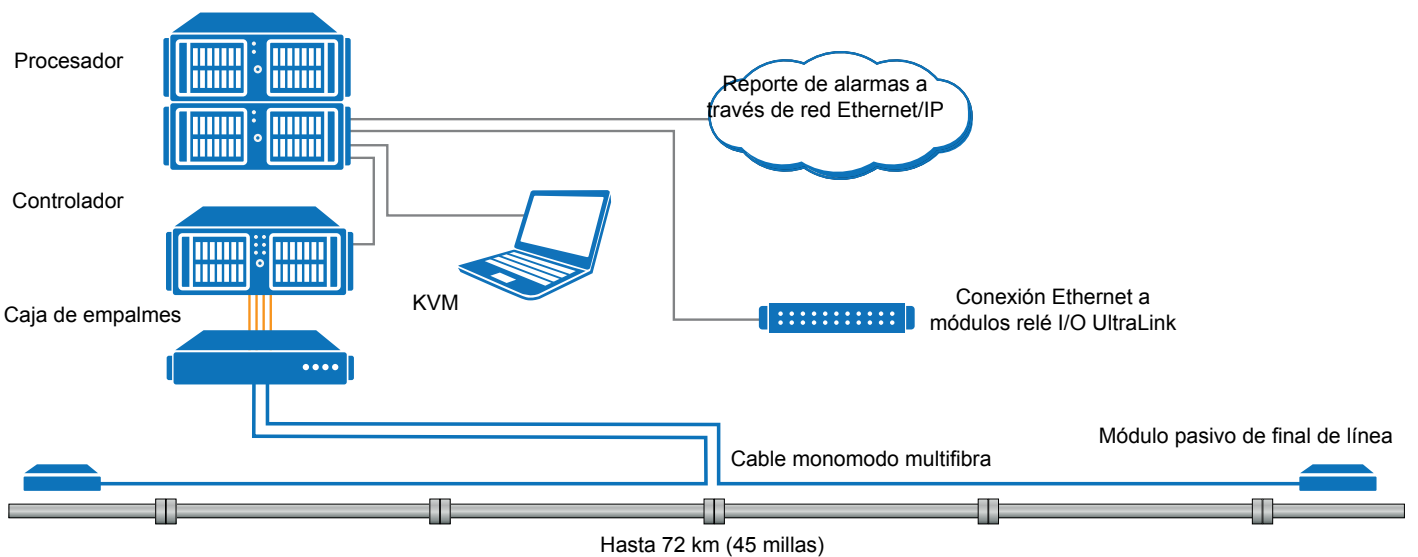 Procesador
Reporte de alarmas a
través de red Ethernet/IP
Controlador
KVM
Conexión Ethernet a
módulos relé I/O UltraLink
Caja de empalmes
Módulo pasivo de final de línea
Cable monomodo multifibra
Hasta 72 km (45 millas)